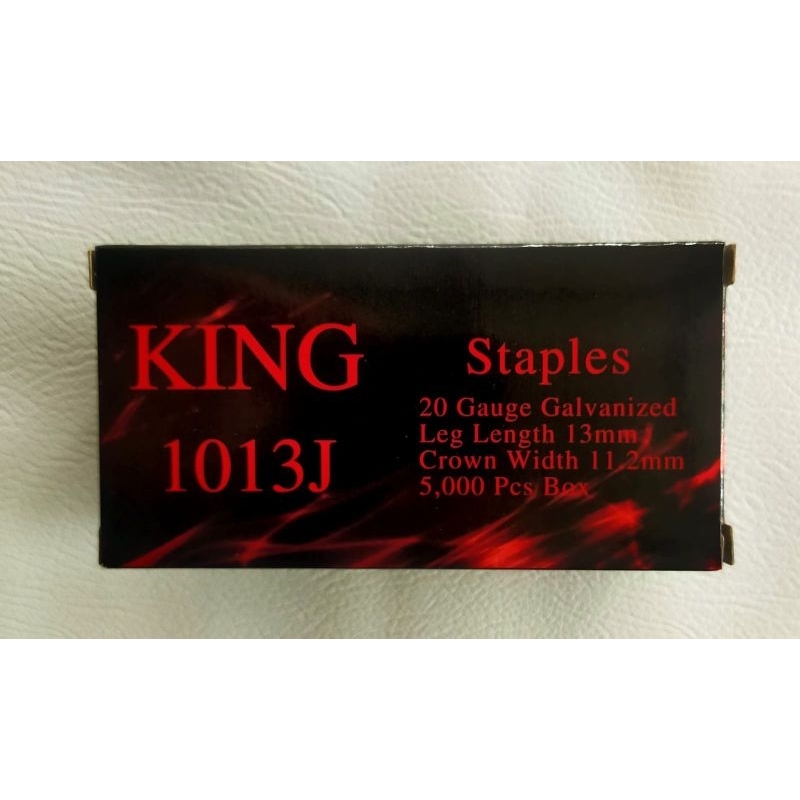 KING
1013J
Staples
20 Gauge Galvanized
Leg Length 13mm
Crown Width 11.2mm
5,000 Pcs Box